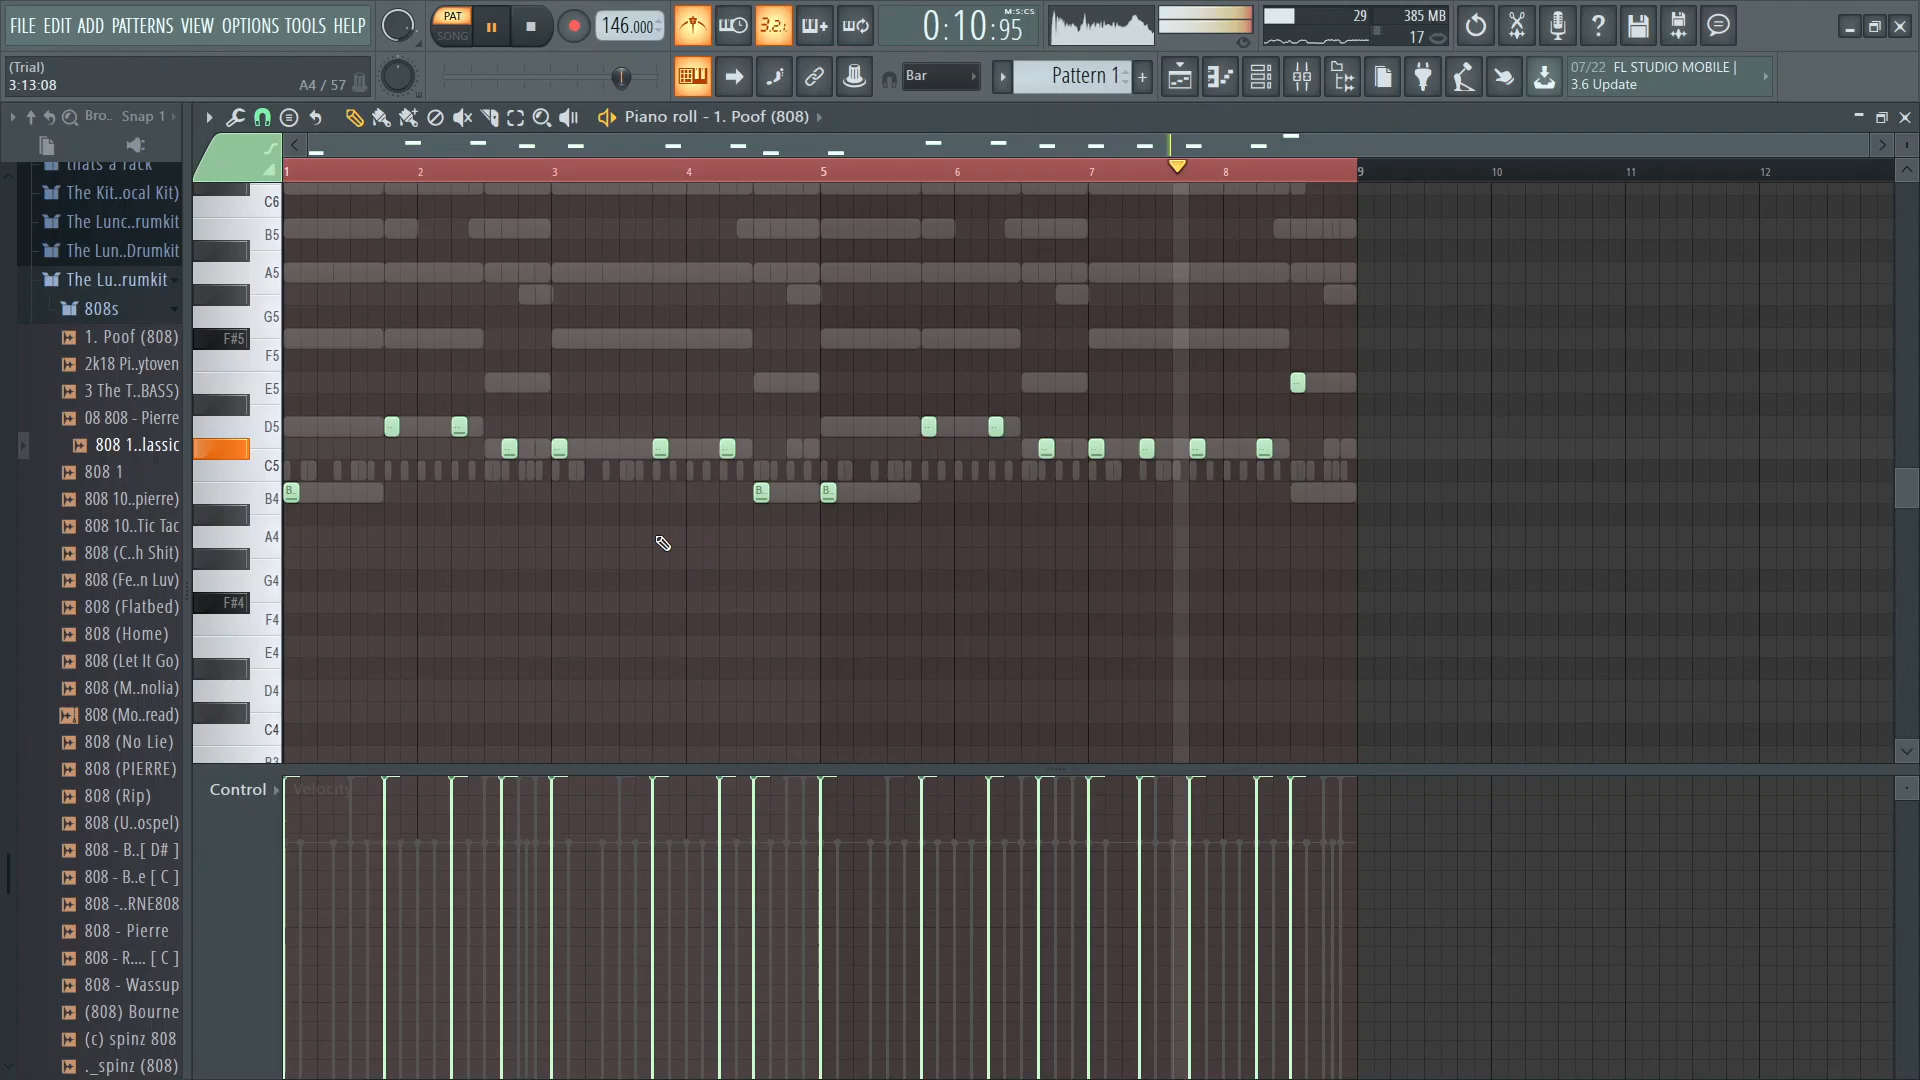 FILE EDIT ADD PATTERNS VIEW OPTIONS TOOLS HELP
PAT
SONG
146.000
3.2.1
0:10:95
M:S:CS
29
385 MB
17
(Trial)
3:13:08
A4 / 57
Bar
Pattern 1
07/22 FL STUDIO MOBILE |
3.6 Update
Bro.. Snap 1
Piano roll - 1. Poof (808)
1 2 3 4 5 6 7 8 9 10 11 12
thats a fack
The Kit..ocal Kit)
The Lunc..rumkit
The Lun..Drumkit
The Lu..rumkit
808s
1. Poof (808)
2k18 Pi..ytoven
3 The T..BASS)
08 808 - Pierre
808 1..lassic
808 1
808 10..pierre)
808 10..Tic Tac
808 (C..h Shit)
808 (Fe..n Luv)
808 (Flatbed)
808 (Home)
808 (Let It Go)
808 (M..nolia)
808 (Mo..read)
808 (No Lie)
808 (PIERRE)
808 (Rip)
808 (U..ospel)
808 - B..[ D# ]
808 - B..e [ C ]
808 -..RNE808
808 - Pierre
808 - R.... [ C ]
808 - Wassup
(808) Bourne
(c) spinz 808
._spinz (808)
C6
B5
A5
G5
F#5
F5
E5
D5
C5
B4
A4
G4
F#4
F4
E4
D4
C4
B3
B..
B..
B..
Control
Velocity